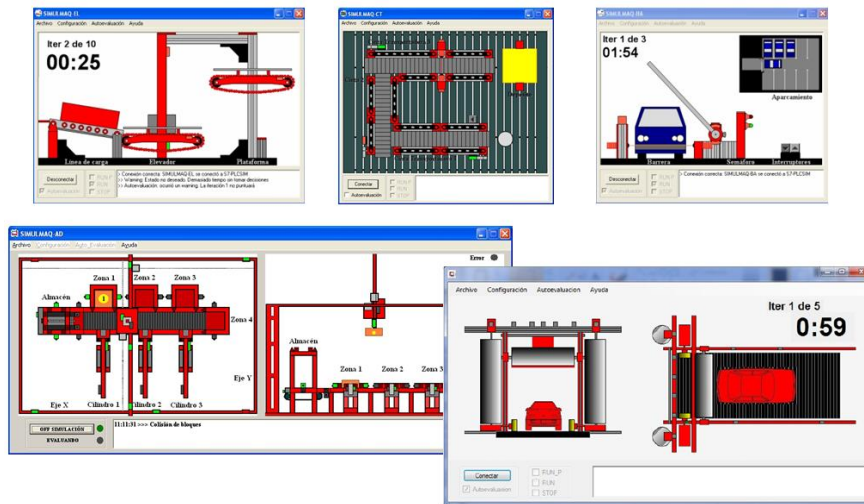 SIMULMAQ-EL
Archivo Configuración Autoevaluación Ayuda
Iter 2 de 10
00:25
Línea de carga Elevador Plataforma
Desconectar
RUN_P
RUN
STOP
Autoevaluación
> Conexión correcta: SIMULMAQ-EL se conectó a S7-PLCSIM
>> Warning: Estado no deseado. Demasiado tiempo sin tomar decisiones
>> Autoevaluación: ocurrió un warning. La iteración 1 no puntuará
SIMULMAQ-CT
Archivo Configuración Autoevaluación Ayuda
Conectar
RUN_P
RUN
STOP
Autoevaluación
SIMULMAQ-BA
Archivo Configuración Autoevaluación Ayuda
Iter 1 de 3
01:54
Aparcamiento
Barrera Semáforo Interruptores
Desconectar
RUN_P
RUN
STOP
Autoevaluación
> Conexión correcta: SIMULMAQ-BA se conectó a S7-PLCSIM
SIMULMAQ-AD
Archivo Configuración Auto_Evaluación Ayuda
Error
Zona 1 Zona 2 Zona 3
Almacén
Zona 4
Eje Y
Eje X Cilindro 1 Cilindro 2 Cilindro 3
Almacén
Zona 1 Zona 2 Zona 3
OFF SIMULACIÓN
EVALUANDO
11:11:31 >>> Colisión de bloques
Archivo Configuración Autoevaluacion Ayuda
Iter 1 de 5
0:59
Conectar
RUN_P
RUN
STOP
Autoevaluacion